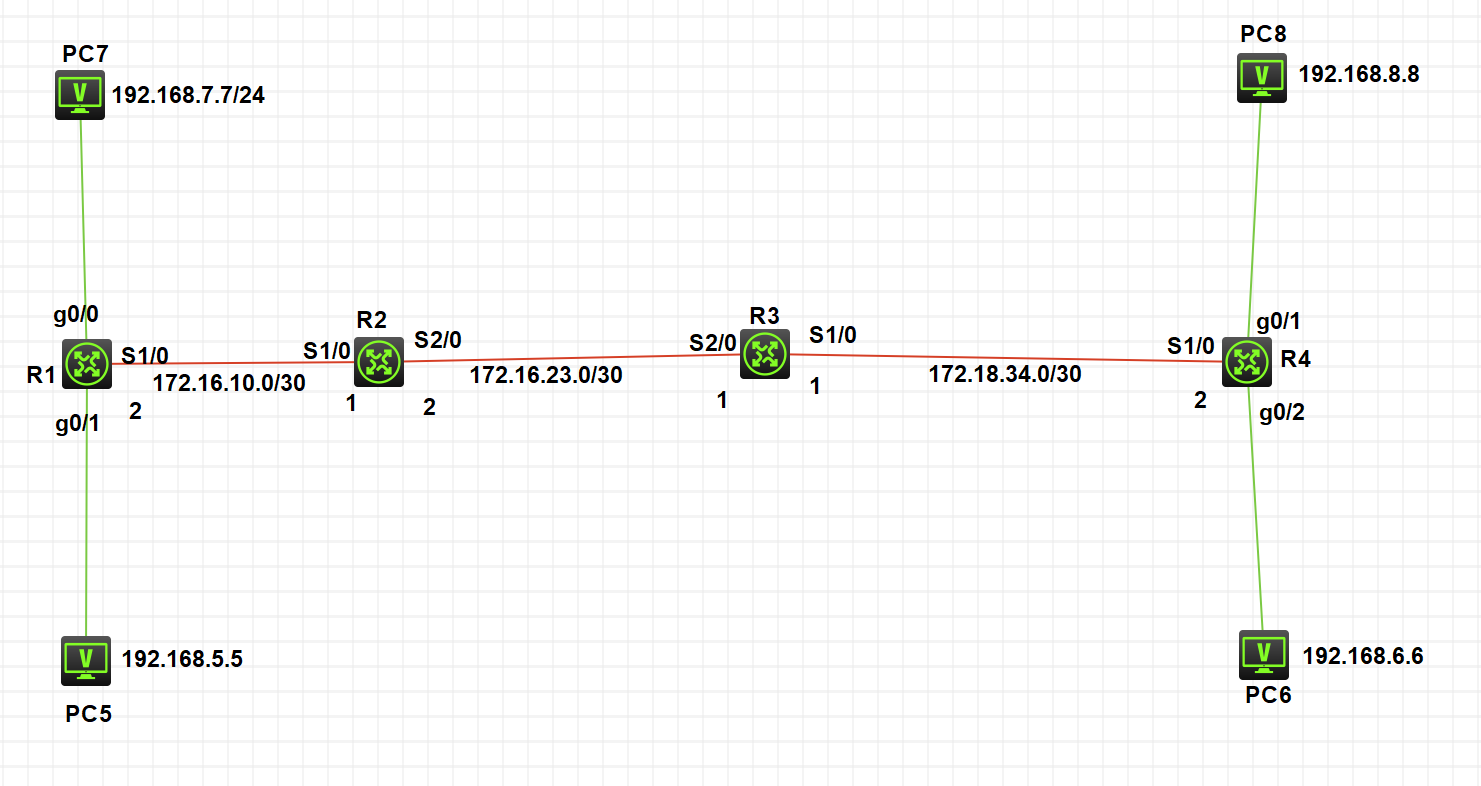 PC7
192.168.7.7/24
PC8
192.168.8.8
g0/0
R1
S1/0
172.16.10.0/30
2
g0/1
R2
S1/0
1
S2/0
2
172.16.23.0/30
R3
S2/0
1
S1/0
1
172.18.34.0/30
S1/0
2
g0/1
R4
g0/2
192.168.5.5
PC5
192.168.6.6
PC6